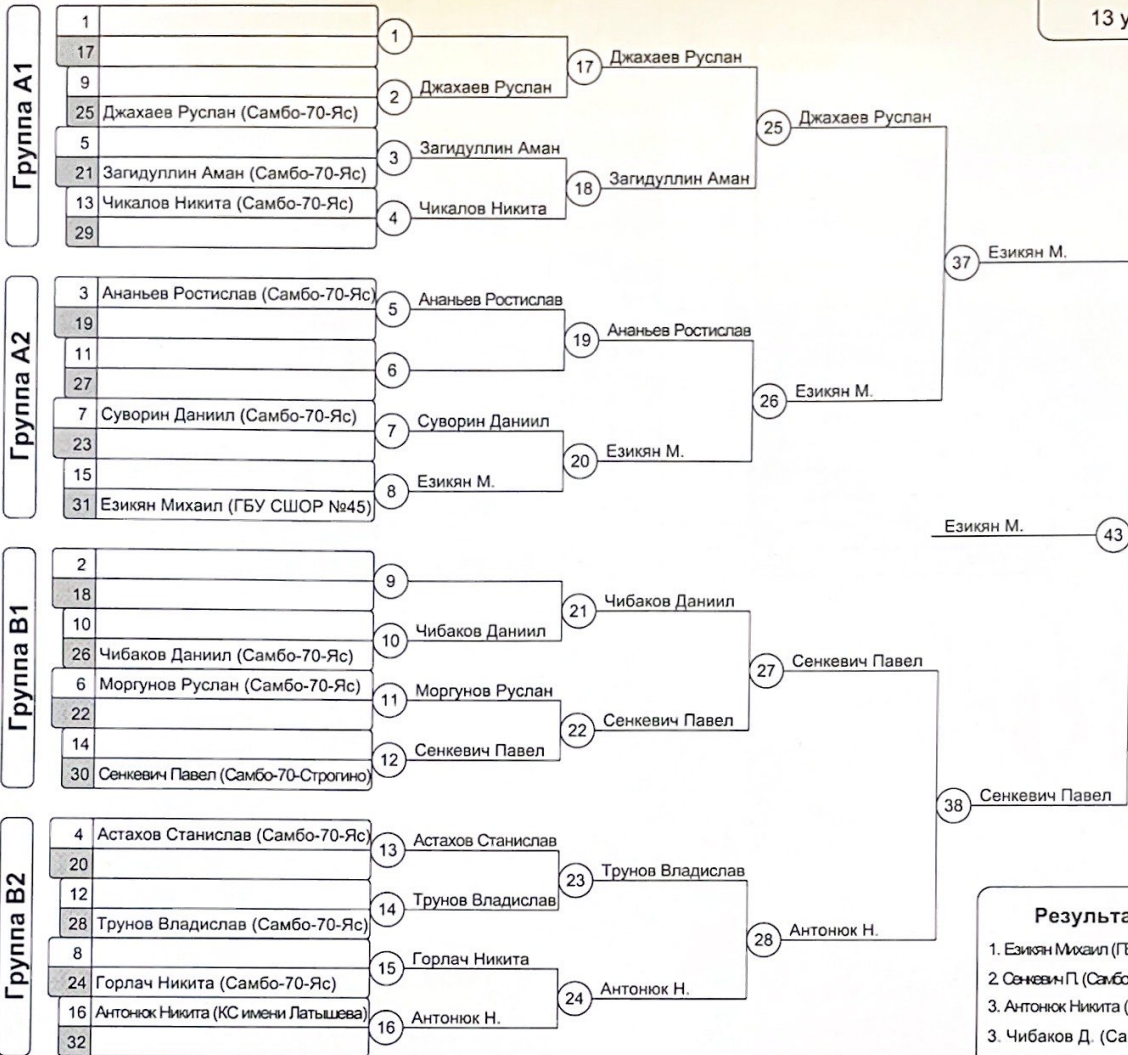 13 у
Группа A1
1
17
9
25 Джахаев Руслан (Самбо-70-Яс)
5
21 Загидуллин Аман (Самбо-70-Яс)
13 Чикалов Никита (Самбо-70-Яс)
29
1
2 Джахаев Руслан
3 Загидуллин Аман
4 Чикалов Никита
17 Джахаев Руслан
18 Загидуллин Аман
25 Джахаев Руслан
Группа A2
3 Ананьев Ростислав (Самбо-70-Яс)
19
11
27
7 Суворин Даниил (Самбо-70-Яс)
23
15
31 Езикян Михаил (ГБУ СШОР №45)
5 Ананьев Ростислав
6
7 Суворин Даниил
8 Езикян М.
19 Ананьев Ростислав
20 Езикян М.
26 Езикян М.
37 Езикян М.
Езикян М. 43
Группа B1
2
18
10
26 Чибаков Даниил (Самбо-70-Яс)
6 Моргунов Руслан (Самбо-70-Яс)
22
14
30 Сенкевич Павел (Самбо-70-Строгино)
9
10 Чибаков Даниил
11 Моргунов Руслан
12 Сенкевич Павел
21 Чибаков Даниил
22 Сенкевич Павел
27 Сенкевич Павел
Группа B2
4 Астахов Станислав (Самбо-70-Яс)
20
12
28 Трунов Владислав (Самбо-70-Яс)
8
24 Горлач Никита (Самбо-70-Яс)
16 Антонюк Никита (КС имени Латышева)
32
13 Астахов Станислав
14 Трунов Владислав
15 Горлач Никита
16 Антонюк Н.
23 Трунов Владислав
24 Антонюк Н.
28 Антонюк Н.
38 Сенкевич Павел
Результа
1. Езикян Михаил (ГБ
2. Сенкевич П. (Самбо
3. Антонюк Никита (
3. Чибаков Д. (Са